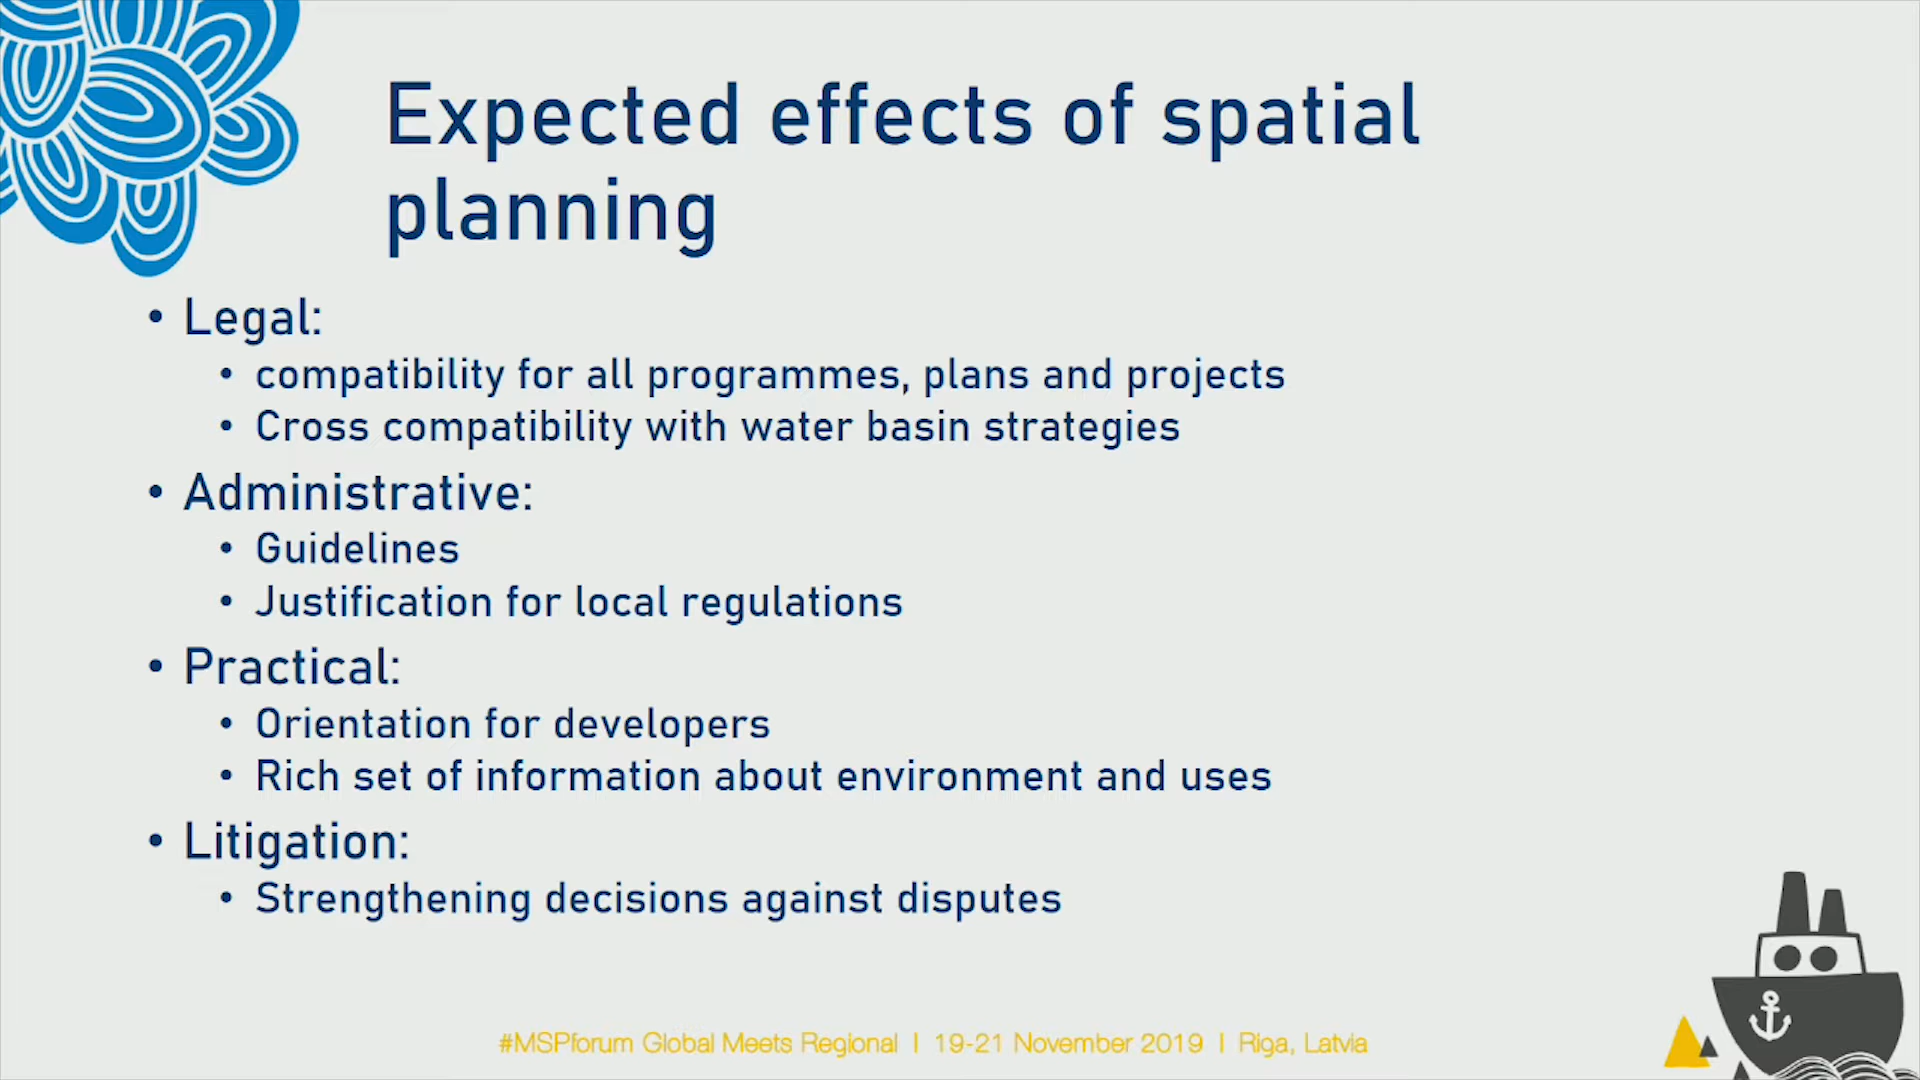 Expected effects of spatial
planning
• Legal:
• compatibility for all programmes, plans and projects
• Cross compatibility with water basin strategies
• Administrative:
• Guidelines
• Justification for local regulations
• Practical:
• Orientation for developers
• Rich set of information about environment and uses
• Litigation:
• Strengthening decisions against disputes
#MSPforum Global Meets Regional | 19-21 November 2019 | Riga, Latvia